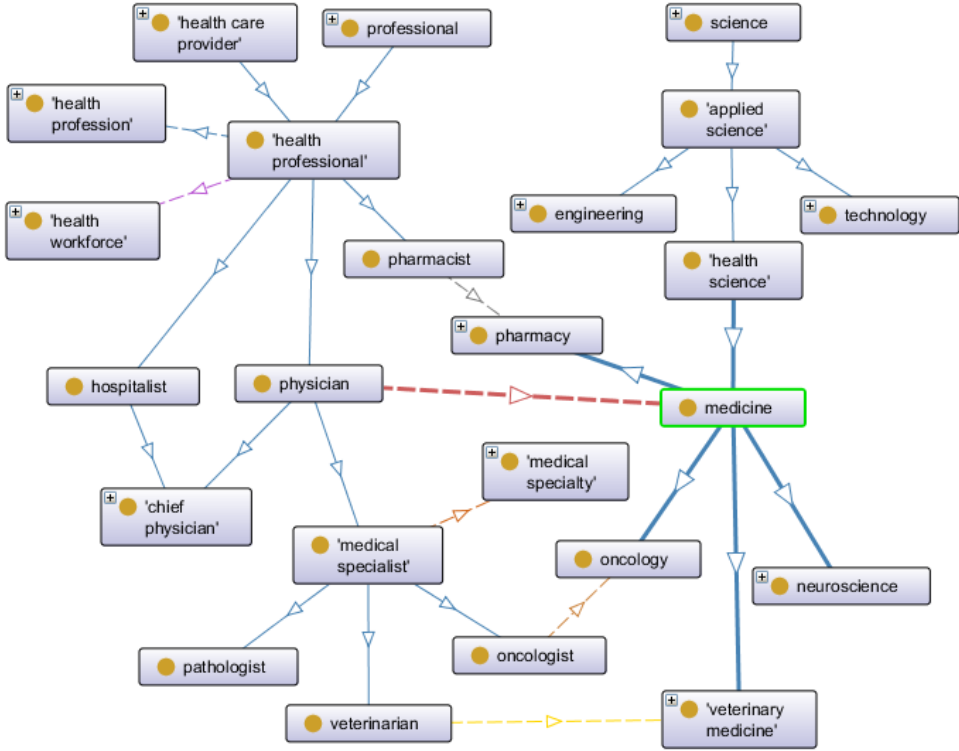 'health care
provider'
professional
science
'health
profession'
'applied
science'
'health
professional'
engineering
technology
'health
workforce'
pharmacist
'health
science'
pharmacy
hospitalist
physician
medicine
'medical
specialty'
'chief
physician'
'medical
specialist'
oncology
neuroscience
pathologist
oncologist
veterinarian
'veterinary
medicine'